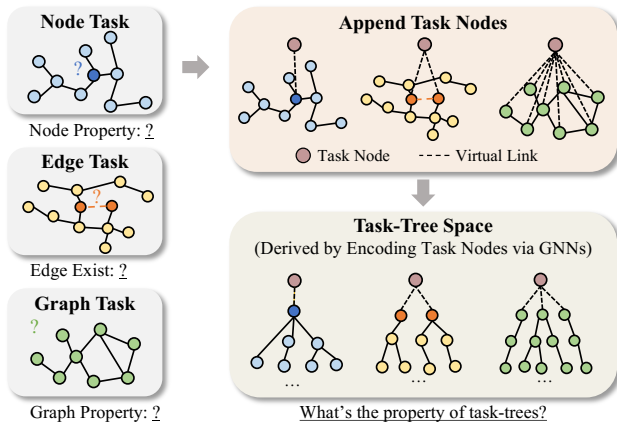 Node Task
?
Node Property: ?
Edge Task
?
Edge Exist: ?
Graph Task
?
Graph Property: ?
Append Task Nodes
Task Node
Virtual Link
Task-Tree Space
(Derived by Encoding Task Nodes via GNNs)
...
...
...
What's the property of task-trees?